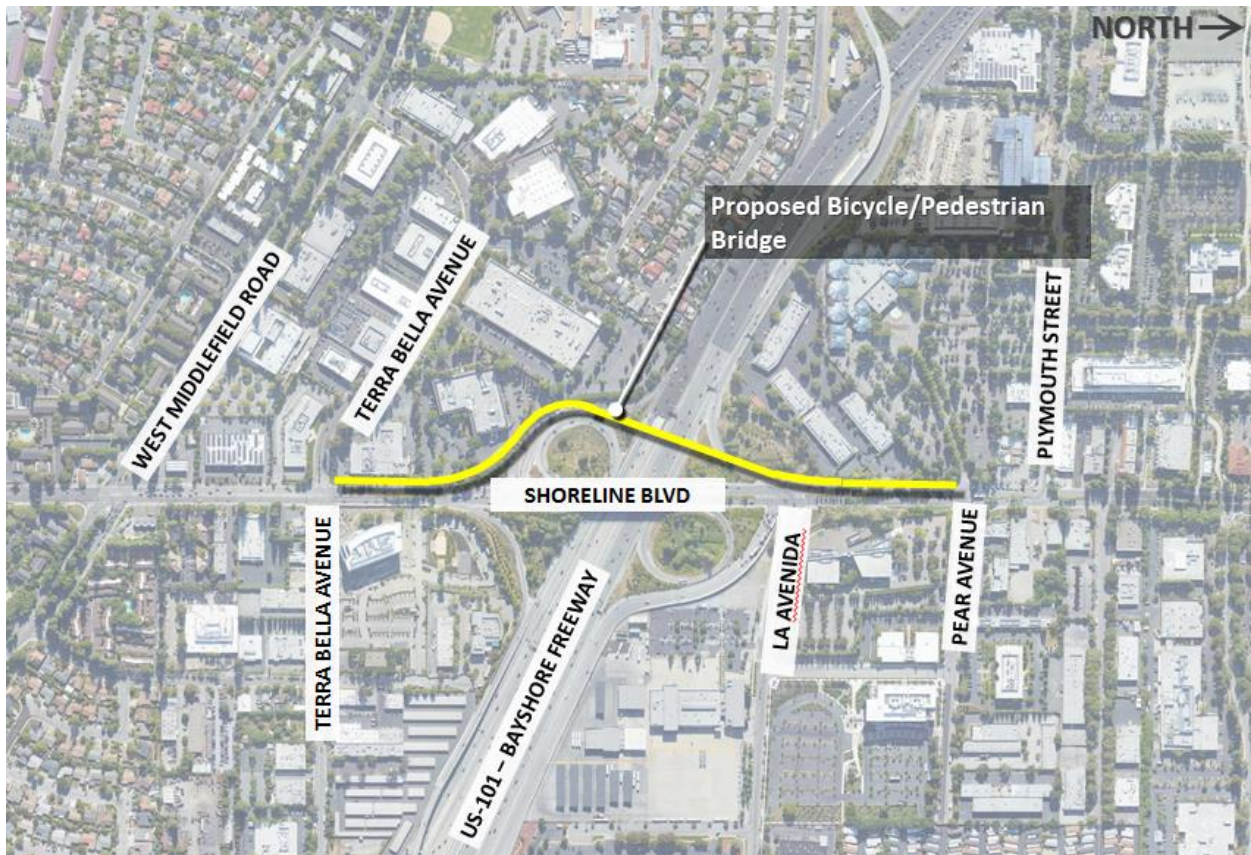 NORTH
Proposed Bicycle/Pedestrian
Bridge
WEST MIDDLEFIELD ROAD
TERRA BELLA AVENUE
PLYMOUTH STREET
SHORELINE BLVD
TERRA BELLA AVENUE
US-101 – BAYSHORE FREEWAY
LA AVENIDA
PEAR AVENUE